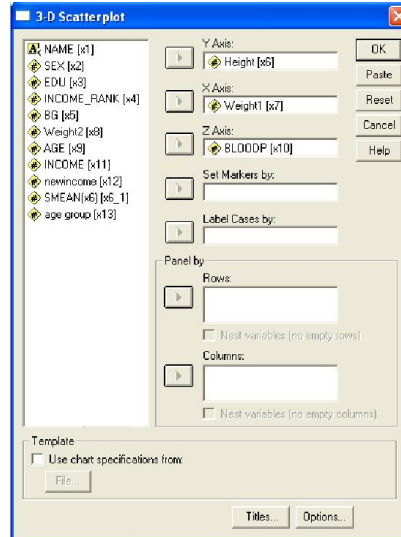 3-D Scatterplot
NAME [x1]
SEX [x2]
EDU [x3]
INCOME_RANK [x4]
BG [x5]
Weight2 [x8]
AGE [x9]
INCOME [x11]
newincome [x12]
SMEAN(x6) [x6_1]
age group [x13]
Y Axis:
Height [x6]
X Axis:
Weight1 [x7]
Z Axis:
BLOODP [x10]
Set Markers by:
Label Cases by:
Panel by
Rows:
Nest variables (no empty rows)
Columns:
Nest variables (no empty columns)
OK
Paste
Reset
Cancel
Help
Template
Use chart specifications from:
File...
Titles...
Options...